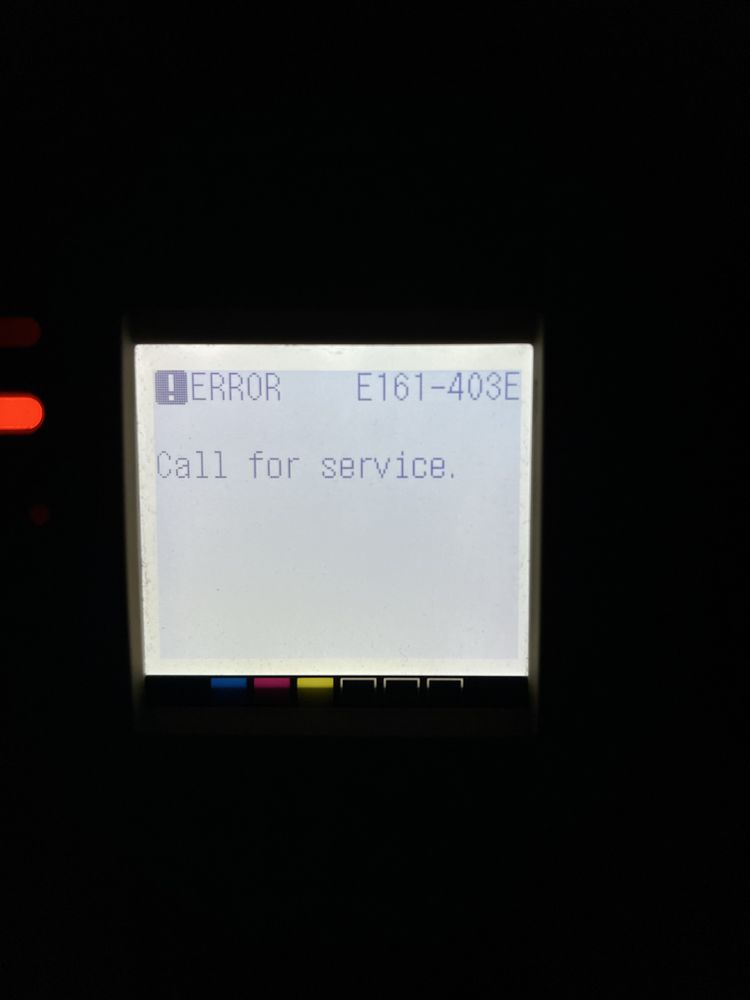 ! ERROR E161-403E
Call for service.